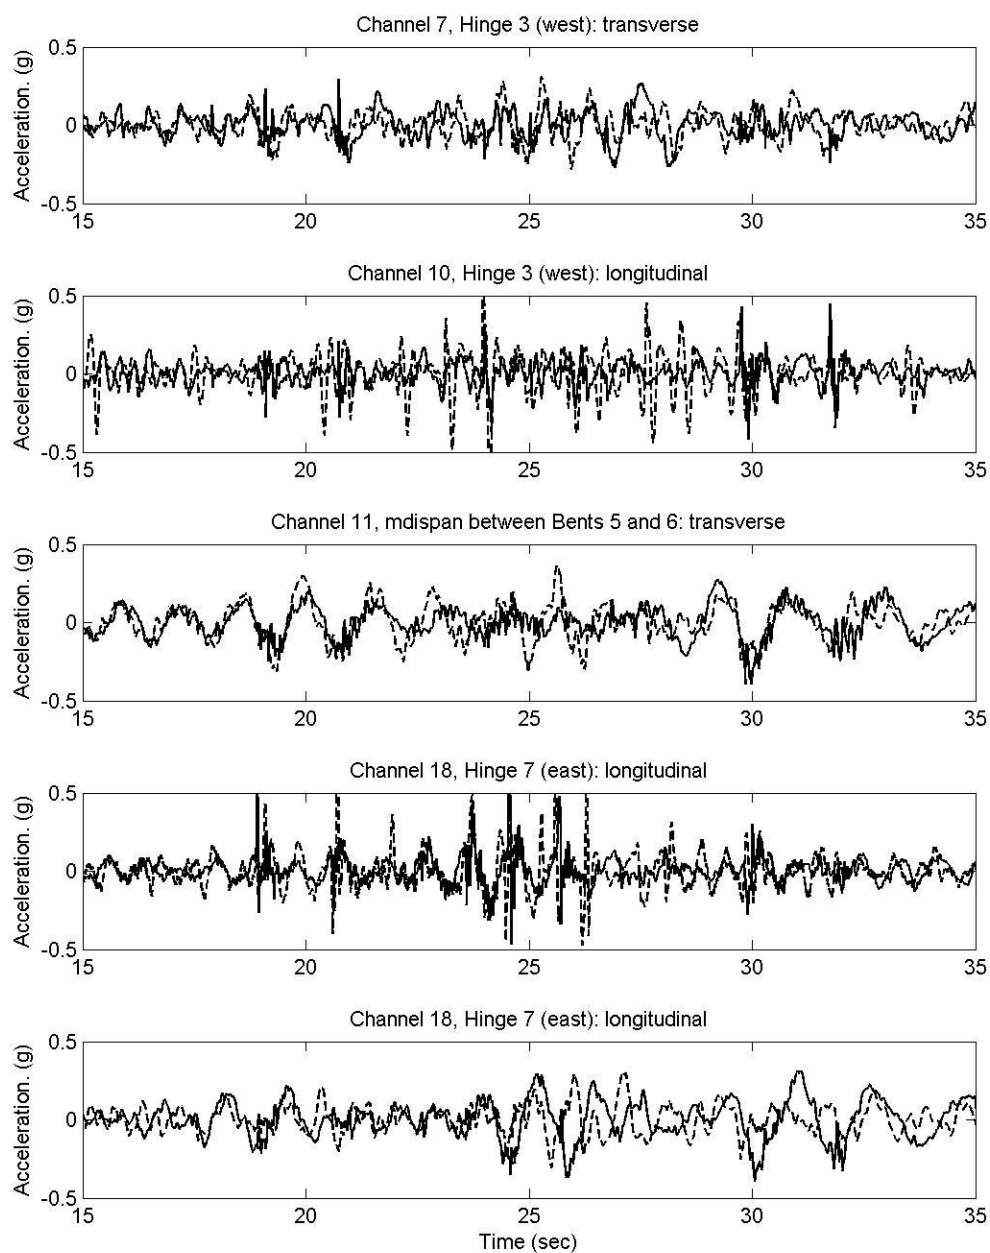 Channel 7, Hinge 3 (west): transverse
Acceleration. (g)
0.5
0
-0.5
15 20 25 30 35
Channel 10, Hinge 3 (west): longitudinal
Acceleration. (g)
0.5
0
-0.5
15 20 25 30 35
Channel 11, mdispan between Bents 5 and 6: transverse
Acceleration. (g)
0.5
0
-0.5
15 20 25 30 35
Channel 18, Hinge 7 (east): longitudinal
Acceleration. (g)
0.5
0
-0.5
15 20 25 30 35
Channel 18, Hinge 7 (east): longitudinal
Acceleration. (g)
0.5
0
-0.5
15 20 25 30 35
Time (sec)